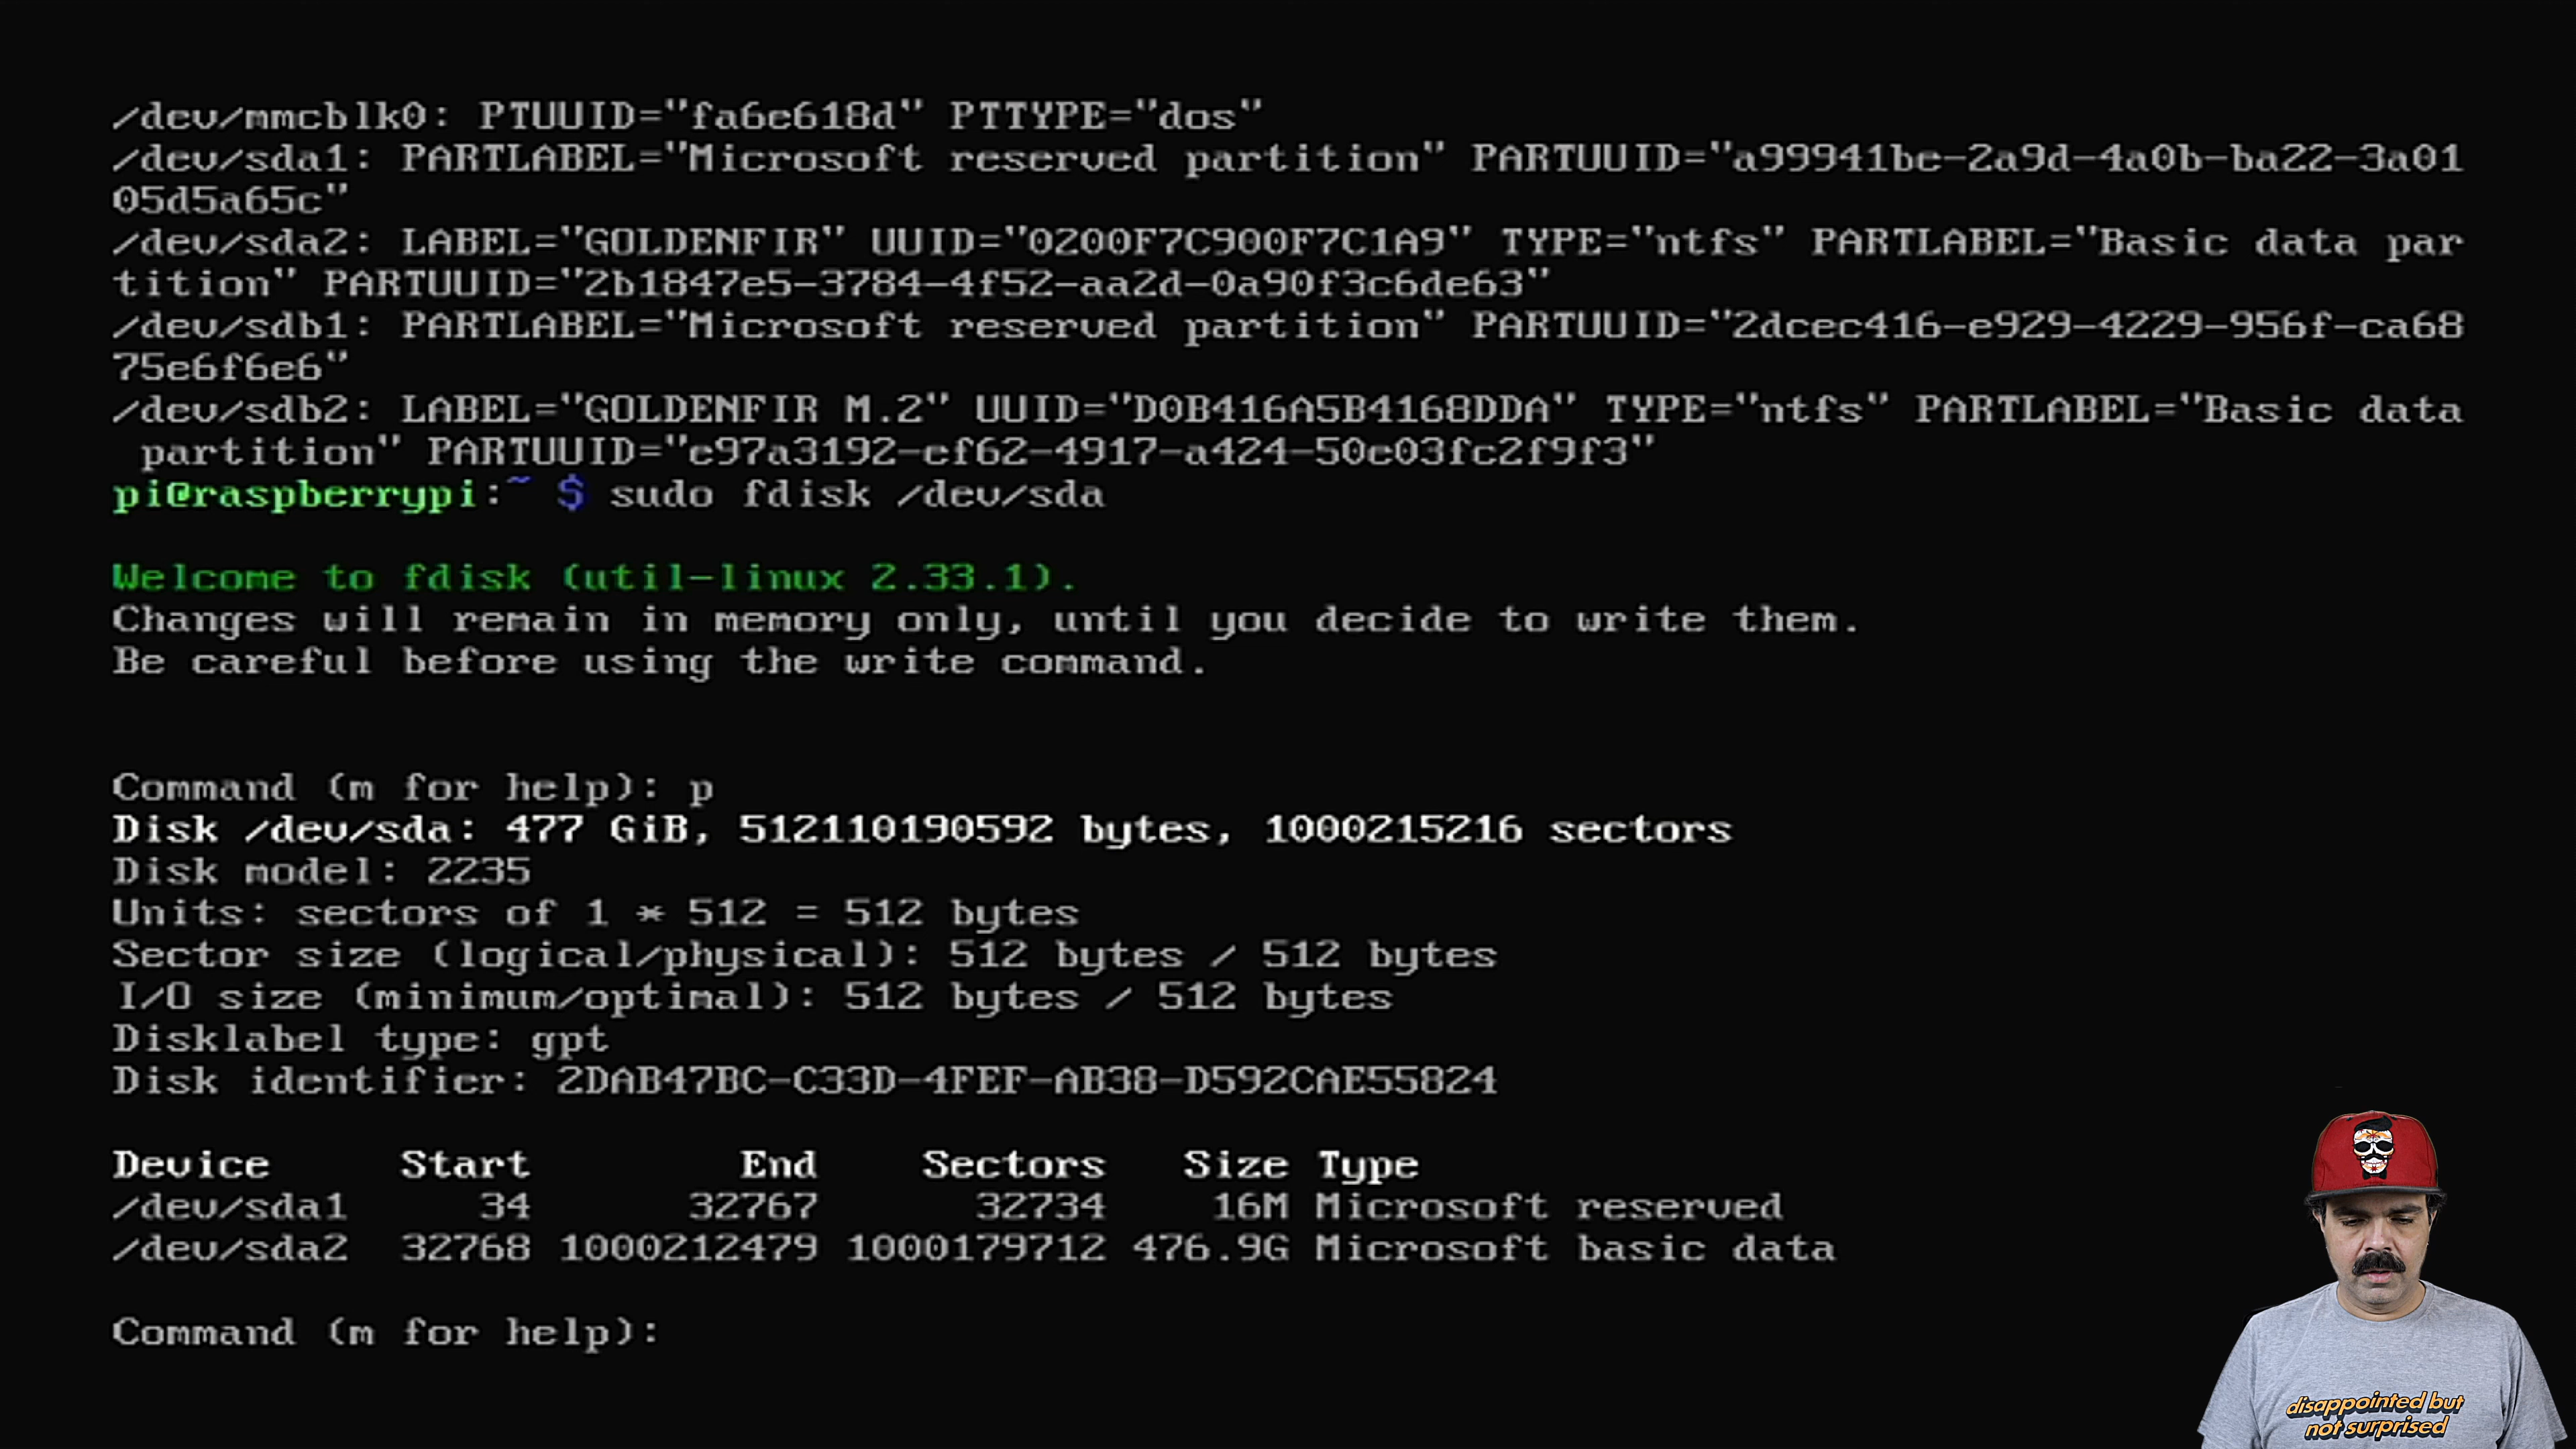 /dev/mmcblk0: PTUUID="fa6e618d" PTTYPE="dos"
/dev/sda1: PARTLABEL="Microsoft reserved partition" PARTUUID="a99941be-2a9d-4a0b-ba22-3a01
05d5a65c"
/dev/sda2: LABEL="GOLDENFIR" UUID="0200F7C900F7C1A9" TYPE="ntfs" PARTLABEL="Basic data par
tition" PARTUUID="2b1847e5-3784-4f52-aa2d-0a90f3c6de63"
/dev/sdb1: PARTLABEL="Microsoft reserved partition" PARTUUID="2dcec416-e929-4229-956f-ca68
75e6f6e6"
/dev/sdb2: LABEL="GOLDENFIR M.2" UUID="D0B416A5B4168DDA" TYPE="ntfs" PARTLABEL="Basic data
partition" PARTUUID="e97a3192-ef62-4917-a424-50e03fc2f9f3"
pi@raspberrypi:~ $ sudo fdisk /dev/sda
Welcome to fdisk (util-linux 2.33.1).
Changes will remain in memory only, until you decide to write them.
Be careful before using the write command.
Command (m for help): p
Disk /dev/sda: 477 GiB, 512110190592 bytes, 1000215216 sectors
Disk model: 2235
Units: sectors of 1 * 512 = 512 bytes
Sector size (logical/physical): 512 bytes / 512 bytes
I/O size (minimum/optimal): 512 bytes / 512 bytes
Disklabel type: gpt
Disk identifier: 2DAB47BC-C33D-4FEF-AB38-D592CAE55824
Device Start End Sectors Size Type
/dev/sda1 34 32767 32734 16M Microsoft reserved
/dev/sda2 32768 1000212479 1000179712 476.9G Microsoft basic data
Command (m for help):
disappointed but
not surprised